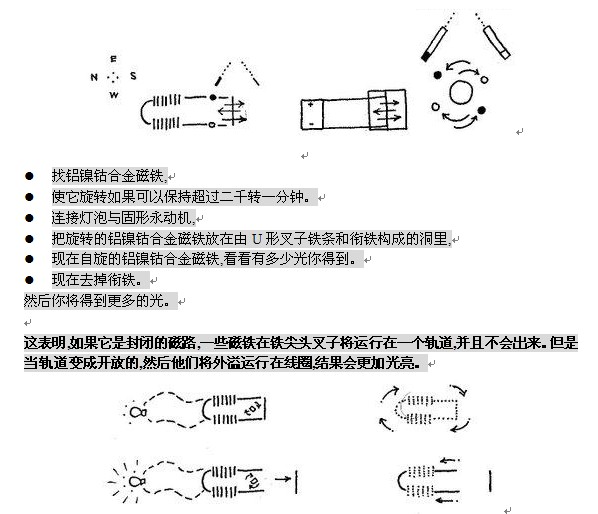 E
N S
W
+
-
找铝镍钴合金磁铁,
使它旋转如果可以保持超过二千转一分钟。
连接灯泡与固形永动机,
把旋转的铝镍钴合金磁铁放在由 U 形叉子铁条和衔铁构成的洞里,
现在自旋的铝镍钴合金磁铁,看看有多少光你得到。
现在去掉衔铁。
然后你将得到更多的光。
这表明,如果它是封闭的磁路,一些磁铁在铁尖头叉子将运行在一个轨道,并且不会出来。但是
当轨道变成开放的,然后他们将外溢运行在线圈,结果会更加光亮。